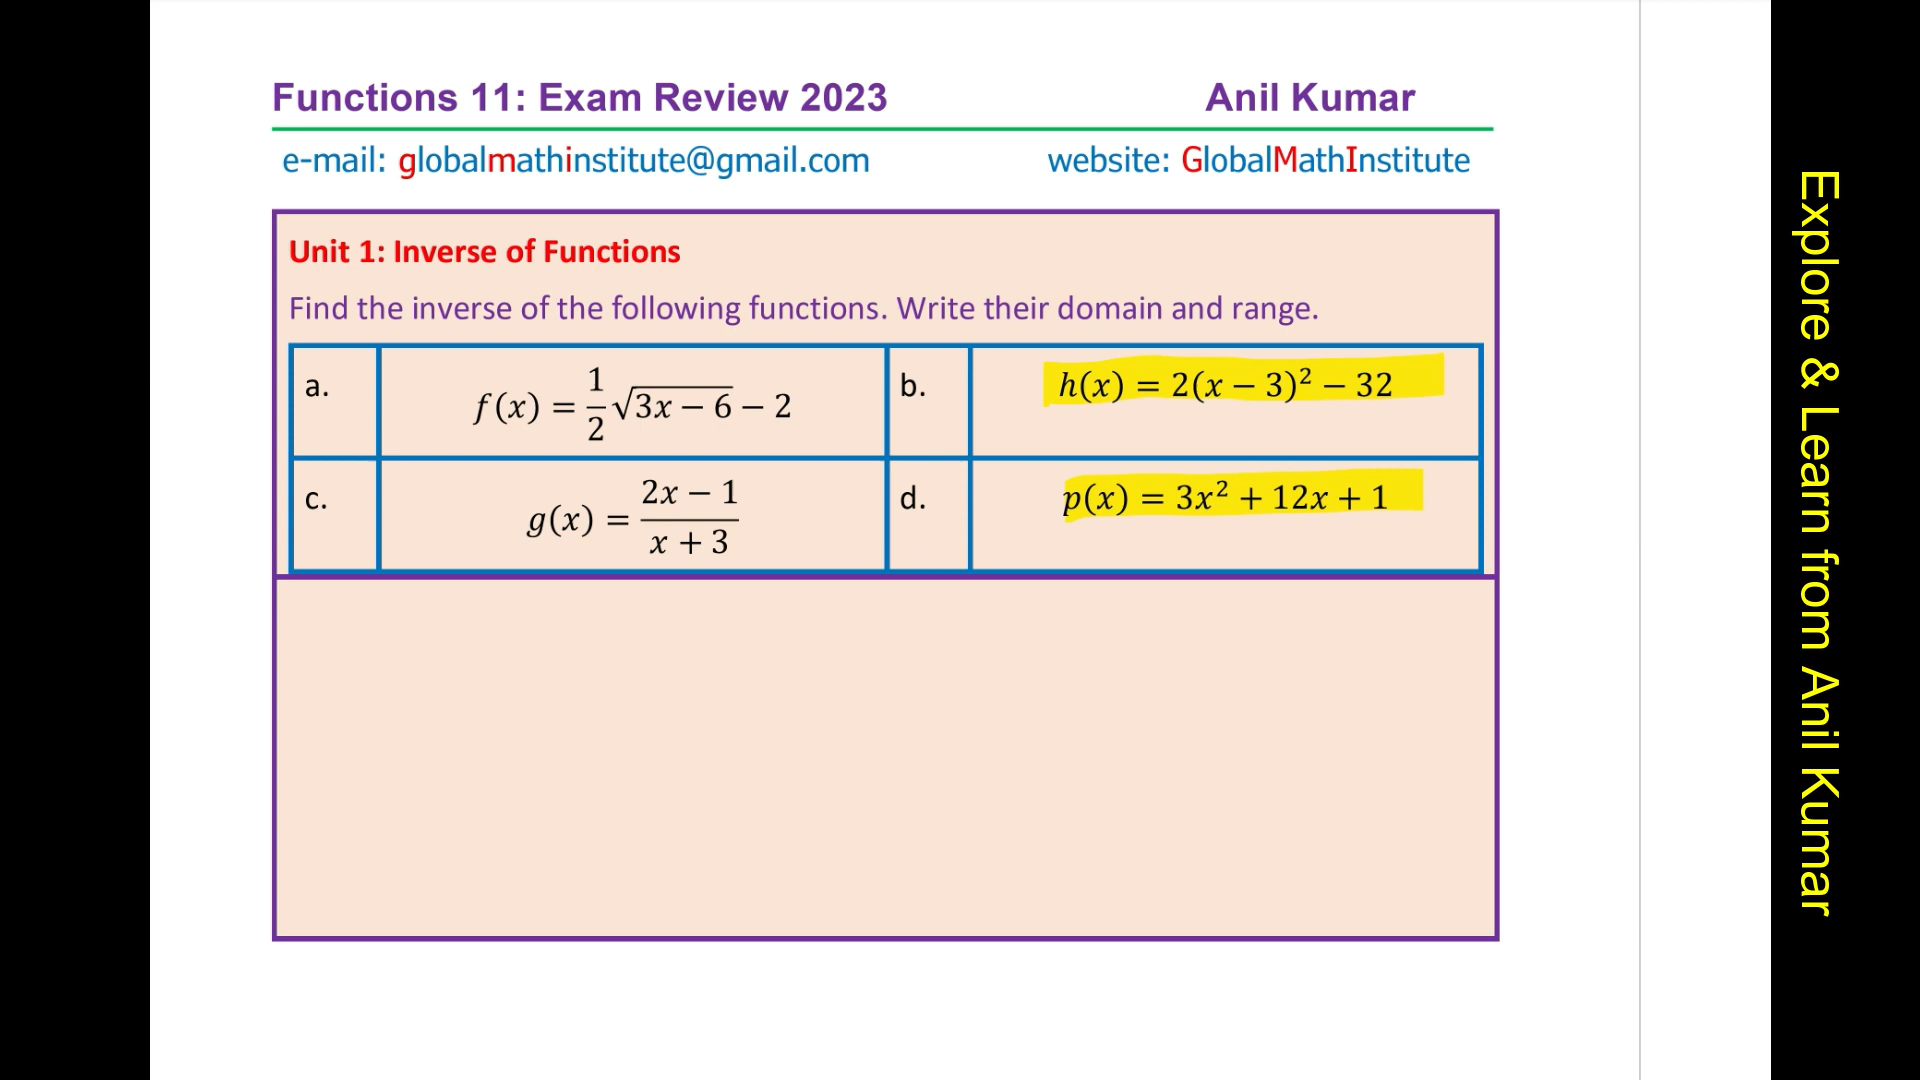 Functions 11: Exam Review 2023 Anil Kumar
e-mail: globalmathinstitute@gmail.com website: GlobalMathInstitute
Unit 1: Inverse of Functions
Find the inverse of the following functions. Write their domain and range.
a. f(x) = 1/2 √(3x − 6) − 2 b. h(x) = 2(x − 3)² − 32
c. g(x) = (2x − 1)/(x + 3) d. p(x) = 3x² + 12x + 1
Explore & Learn from Anil Kumar